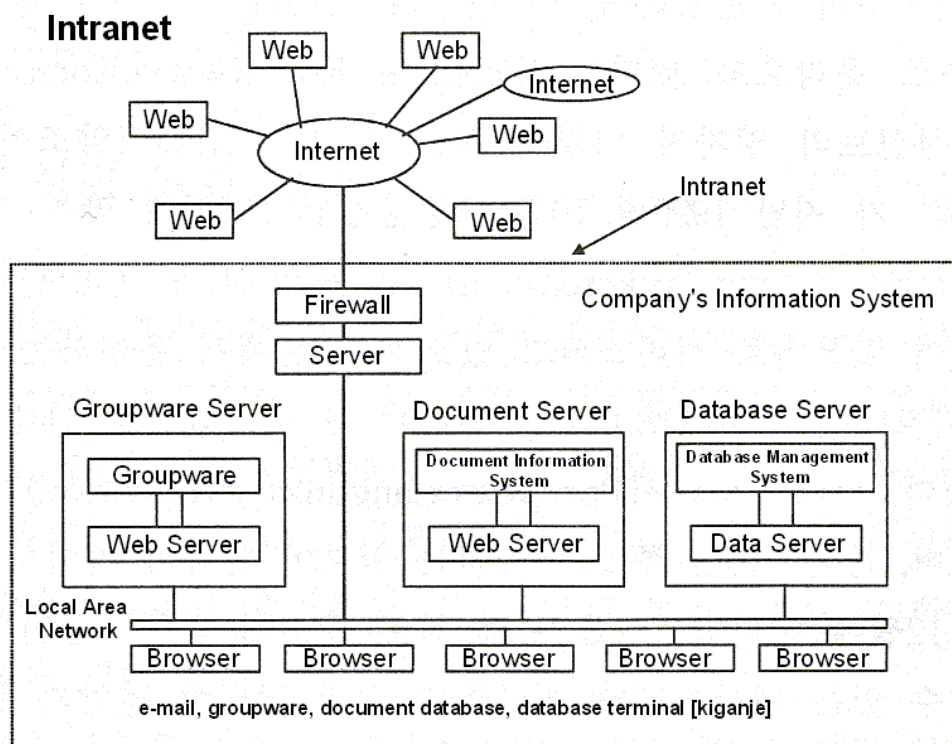 Intranet
Web
Web
Internet
Web
Internet
Web
Web
Web
Intranet
Firewall
Company's Information System
Server
Groupware Server
Document Server
Database Server
Groupware
Document Information
System
Database Management
System
Web Server
Web Server
Data Server
Local Area
Network
Browser
Browser
Browser
Browser
Browser
e-mail, groupware, document database, database terminal [kiganje]